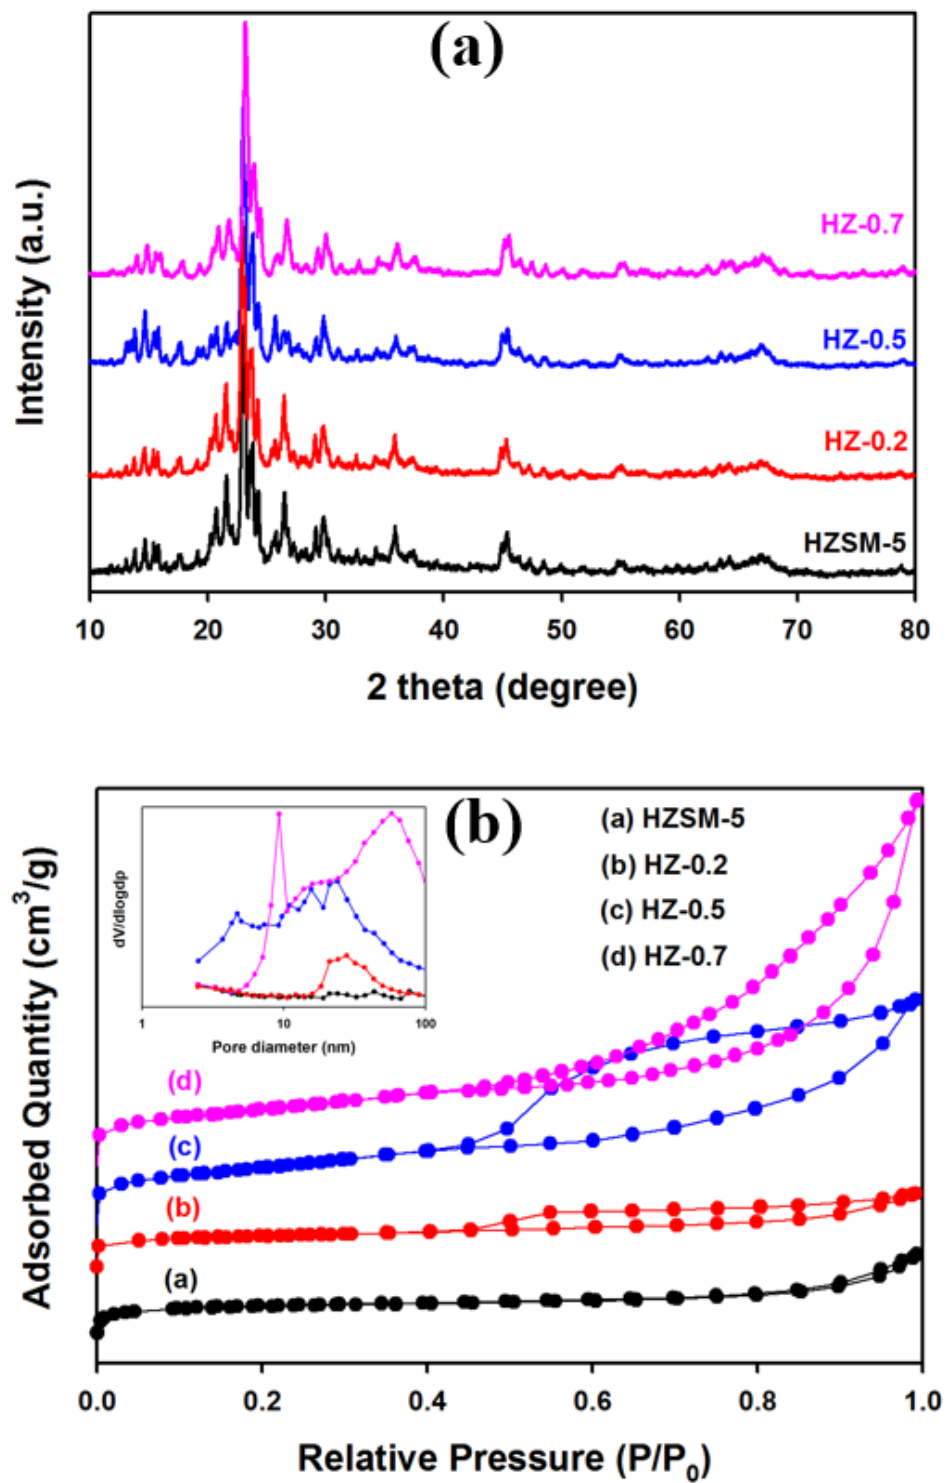 (a)
Intensity (a.u.)
HZ-0.7
HZ-0.5
HZ-0.2
HZSM-5
10 20 30 40 50 60 70 80
2 theta (degree)
(b)
(a) HZSM-5
(b) HZ-0.2
(c) HZ-0.5
(d) HZ-0.7
dV/dlogdp
1 10 100
Pore diameter (nm)
Adsorbed Quantity (cm³/g)
(d)
(c)
(b)
(a)
0.0 0.2 0.4 0.6 0.8 1.0
Relative Pressure (P/P₀)